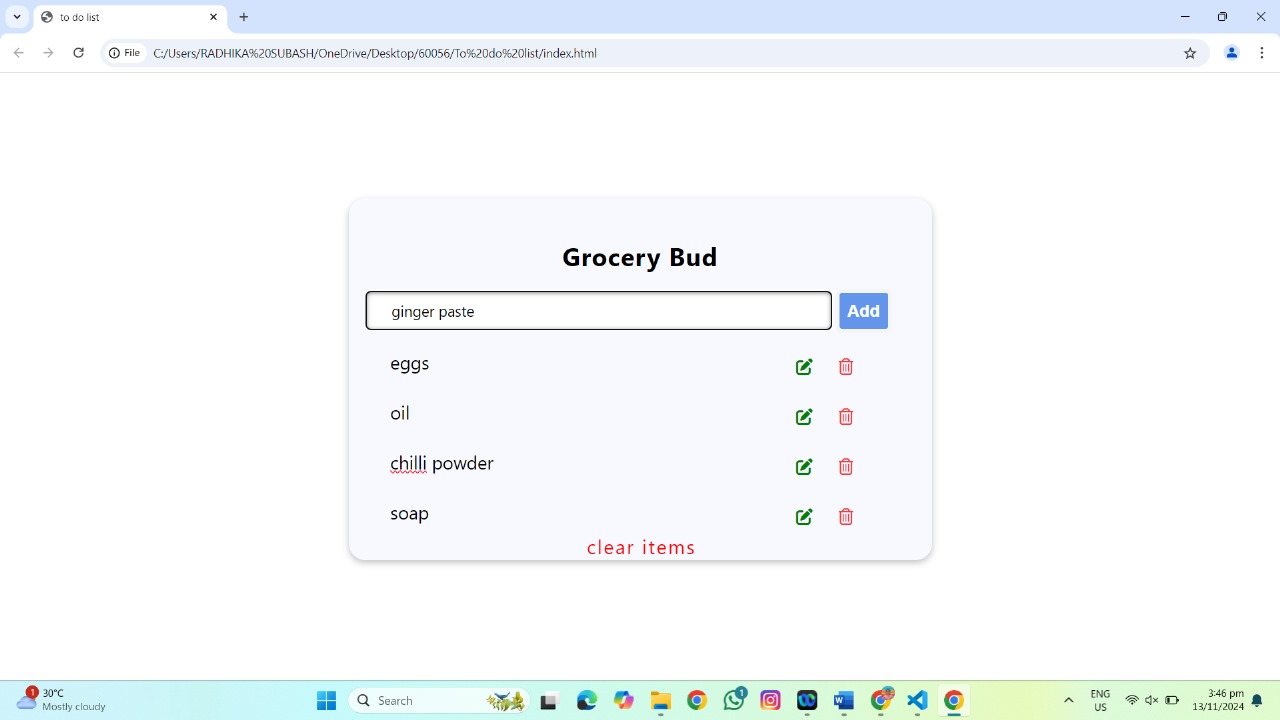 to do list
File
C:/Users/RADHIKA%20SUBASH/OneDrive/Desktop/60056/To%20do%20list/index.html
Grocery Bud
ginger paste
Add
eggs
oil
chilli powder
soap
clear items
1
30°C
Mostly cloudy
Search
1
ENG
US
3:46 pm
13/11/2024